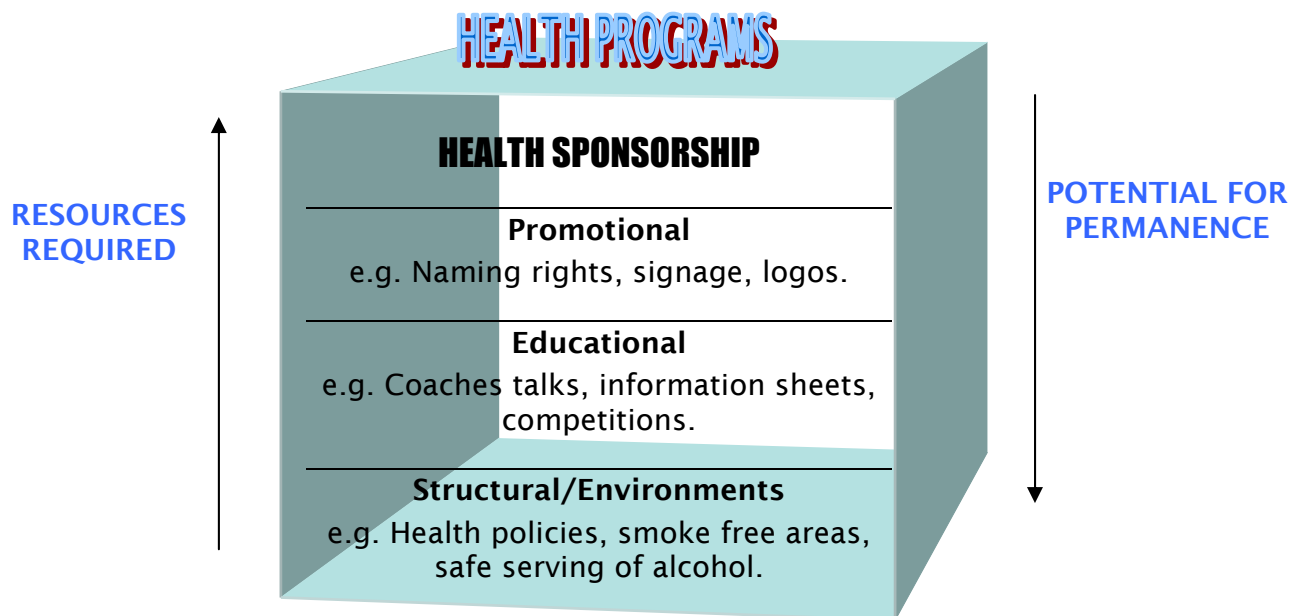 HEALTH PROGRAMS
HEALTH SPONSORSHIP
RESOURCES
REQUIRED
POTENTIAL FOR
PERMANENCE
Promotional
e.g. Naming rights, signage, logos.
Educational
e.g. Coaches talks, information sheets,
competitions.
Structural/Environments
e.g. Health policies, smoke free areas,
safe serving of alcohol.